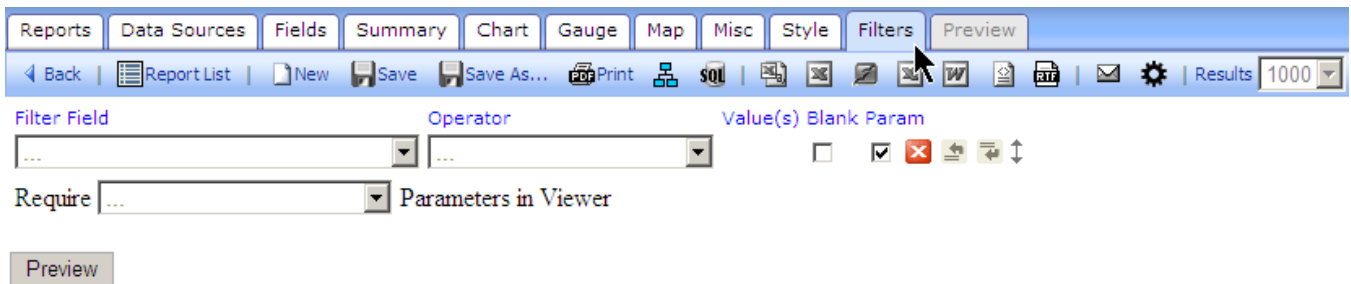 Reports Data Sources Fields Summary Chart Gauge Map Misc Style Filters Preview
Back | Report List | New Save Save As... PDF Print SQL | W RTF | | Results 1000
Filter Field Operator Value(s) Blank Param
... ...
Require ... Parameters in Viewer
Preview